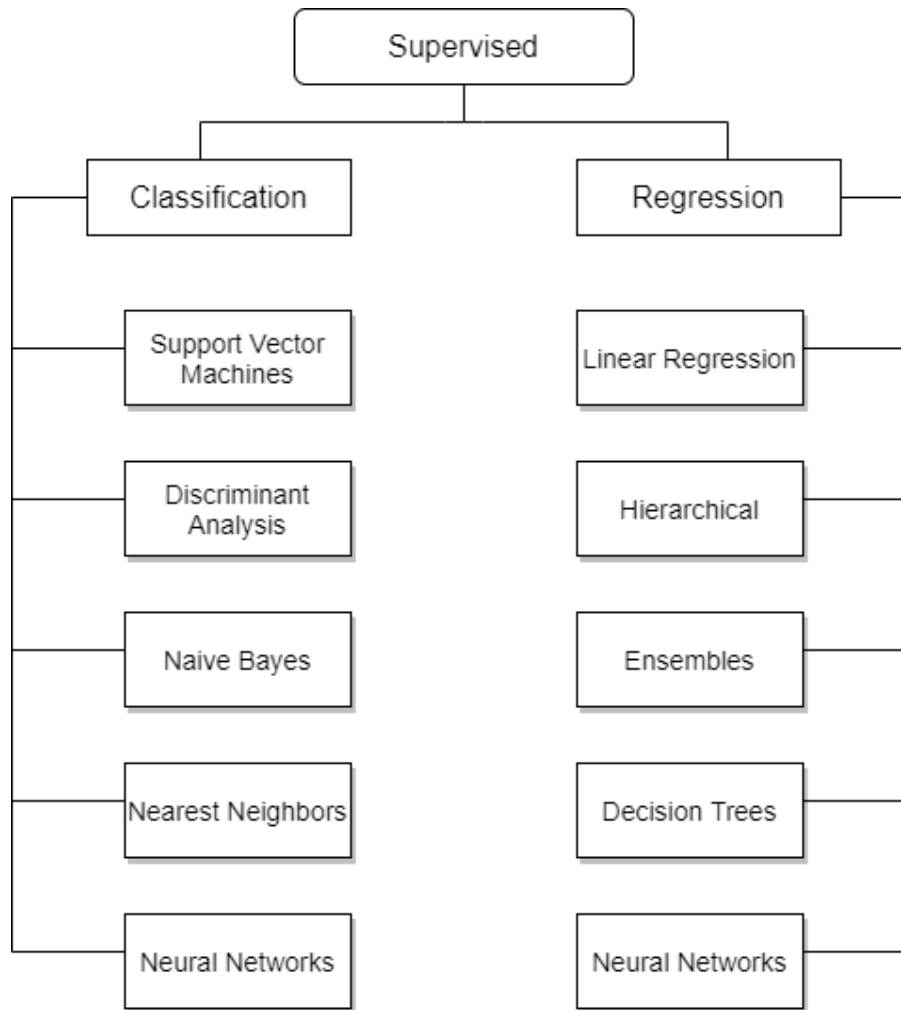 Supervised
Classification
Regression
Support Vector
Machines
Linear Regression
Discriminant
Analysis
Hierarchical
Naive Bayes
Ensembles
Nearest Neighbors
Decision Trees
Neural Networks
Neural Networks